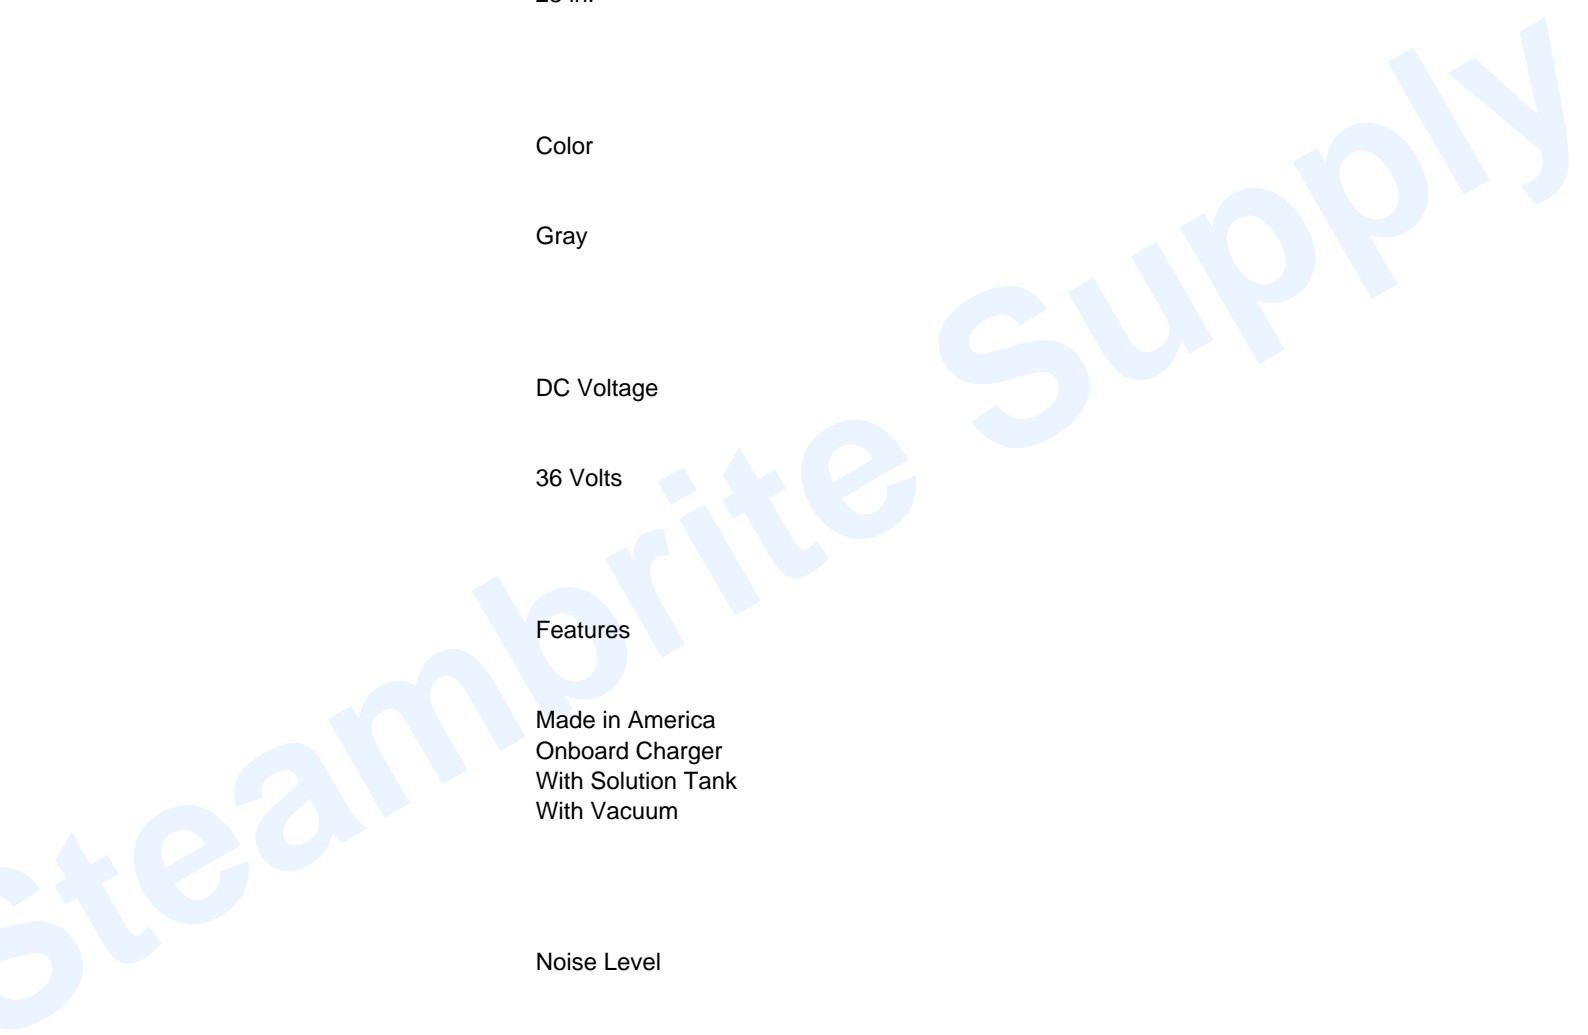 Color
Gray
DC Voltage
36 Volts
Features
Made in America
Onboard Charger
With Solution Tank
With Vacuum
Noise Level
Steambrite Supply